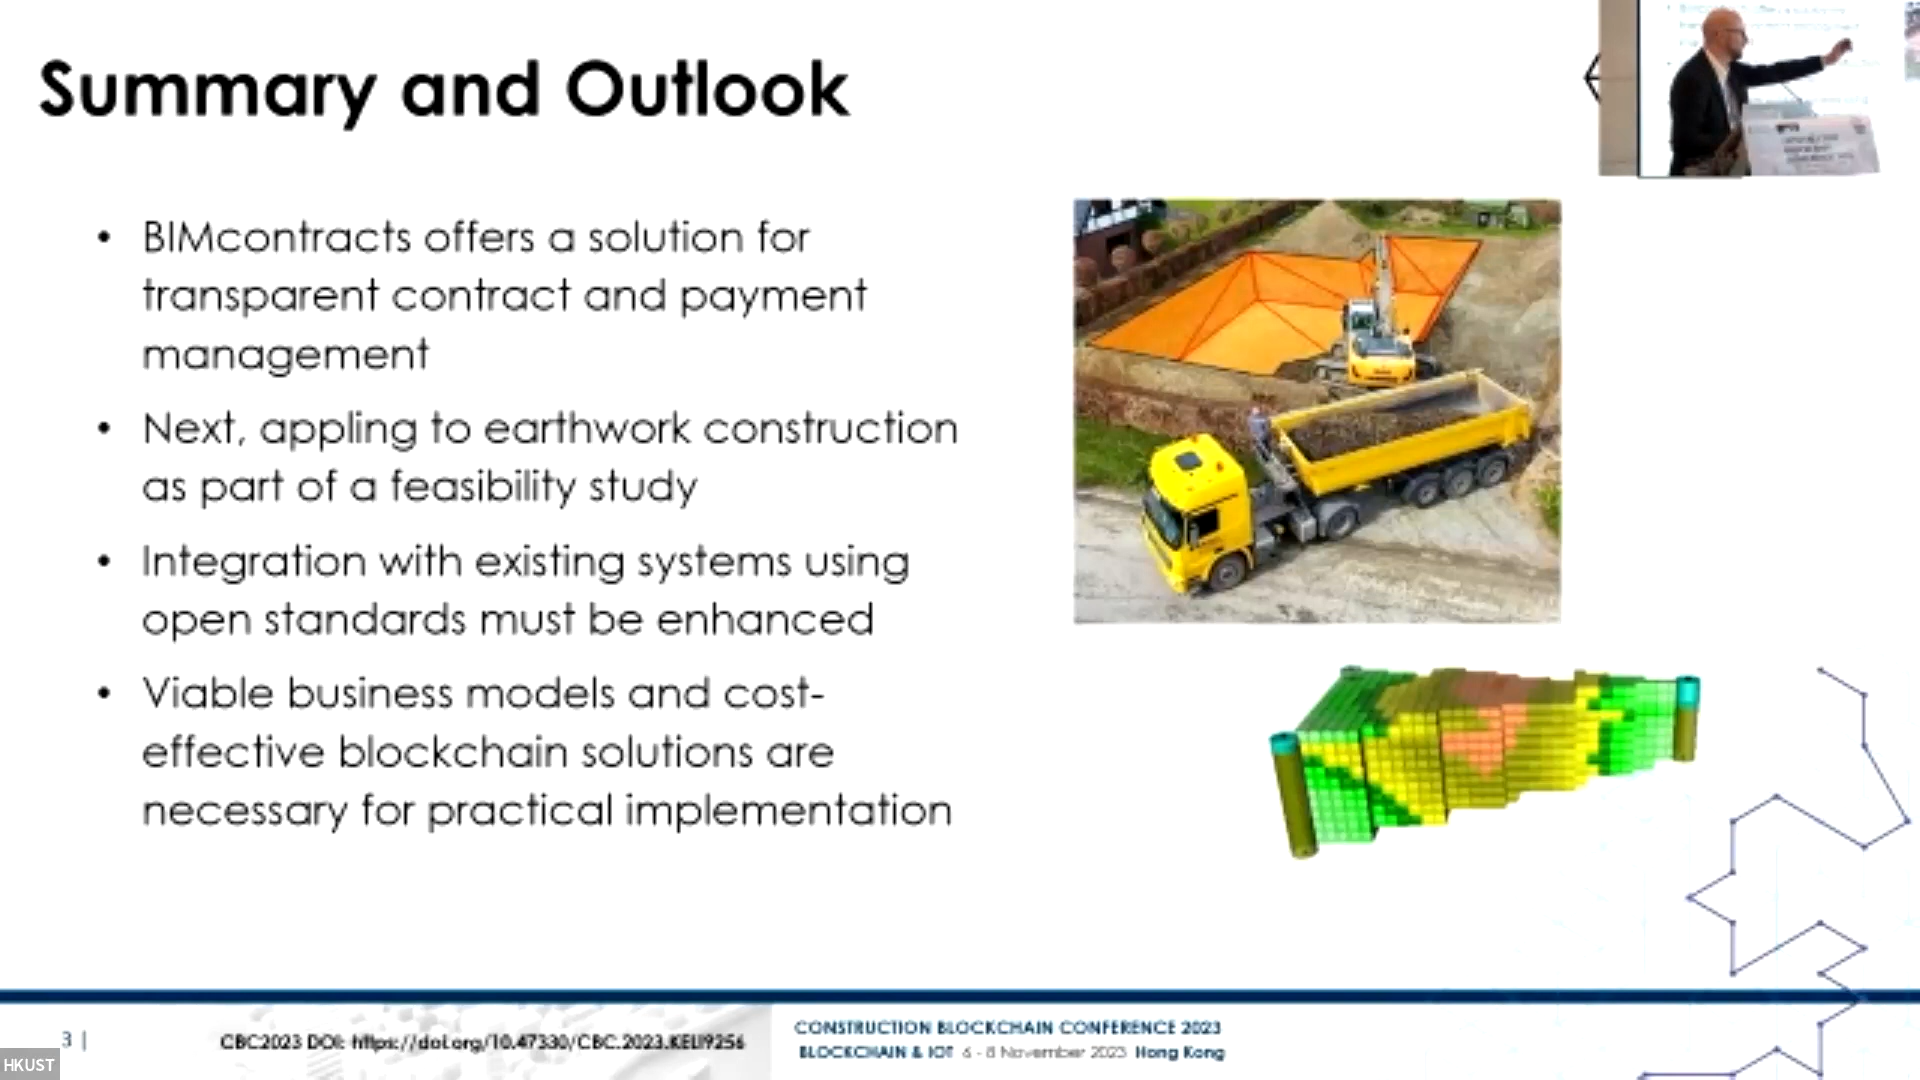 Summary and Outlook
• BIMcontracts offers a solution for
transparent contract and payment
management
• Next, appling to earthwork construction
as part of a feasibility study
• Integration with existing systems using
open standards must be enhanced
• Viable business models and cost-
effective blockchain solutions are
necessary for practical implementation
3 |
CBC2023 DOI: https://doi.org/10.47330/CBC.2023.KELI9256
CONSTRUCTION BLOCKCHAIN CONFERENCE 2023
BLOCKCHAIN & IOT 6 - 8 November 2023 Hong Kong
HKUST